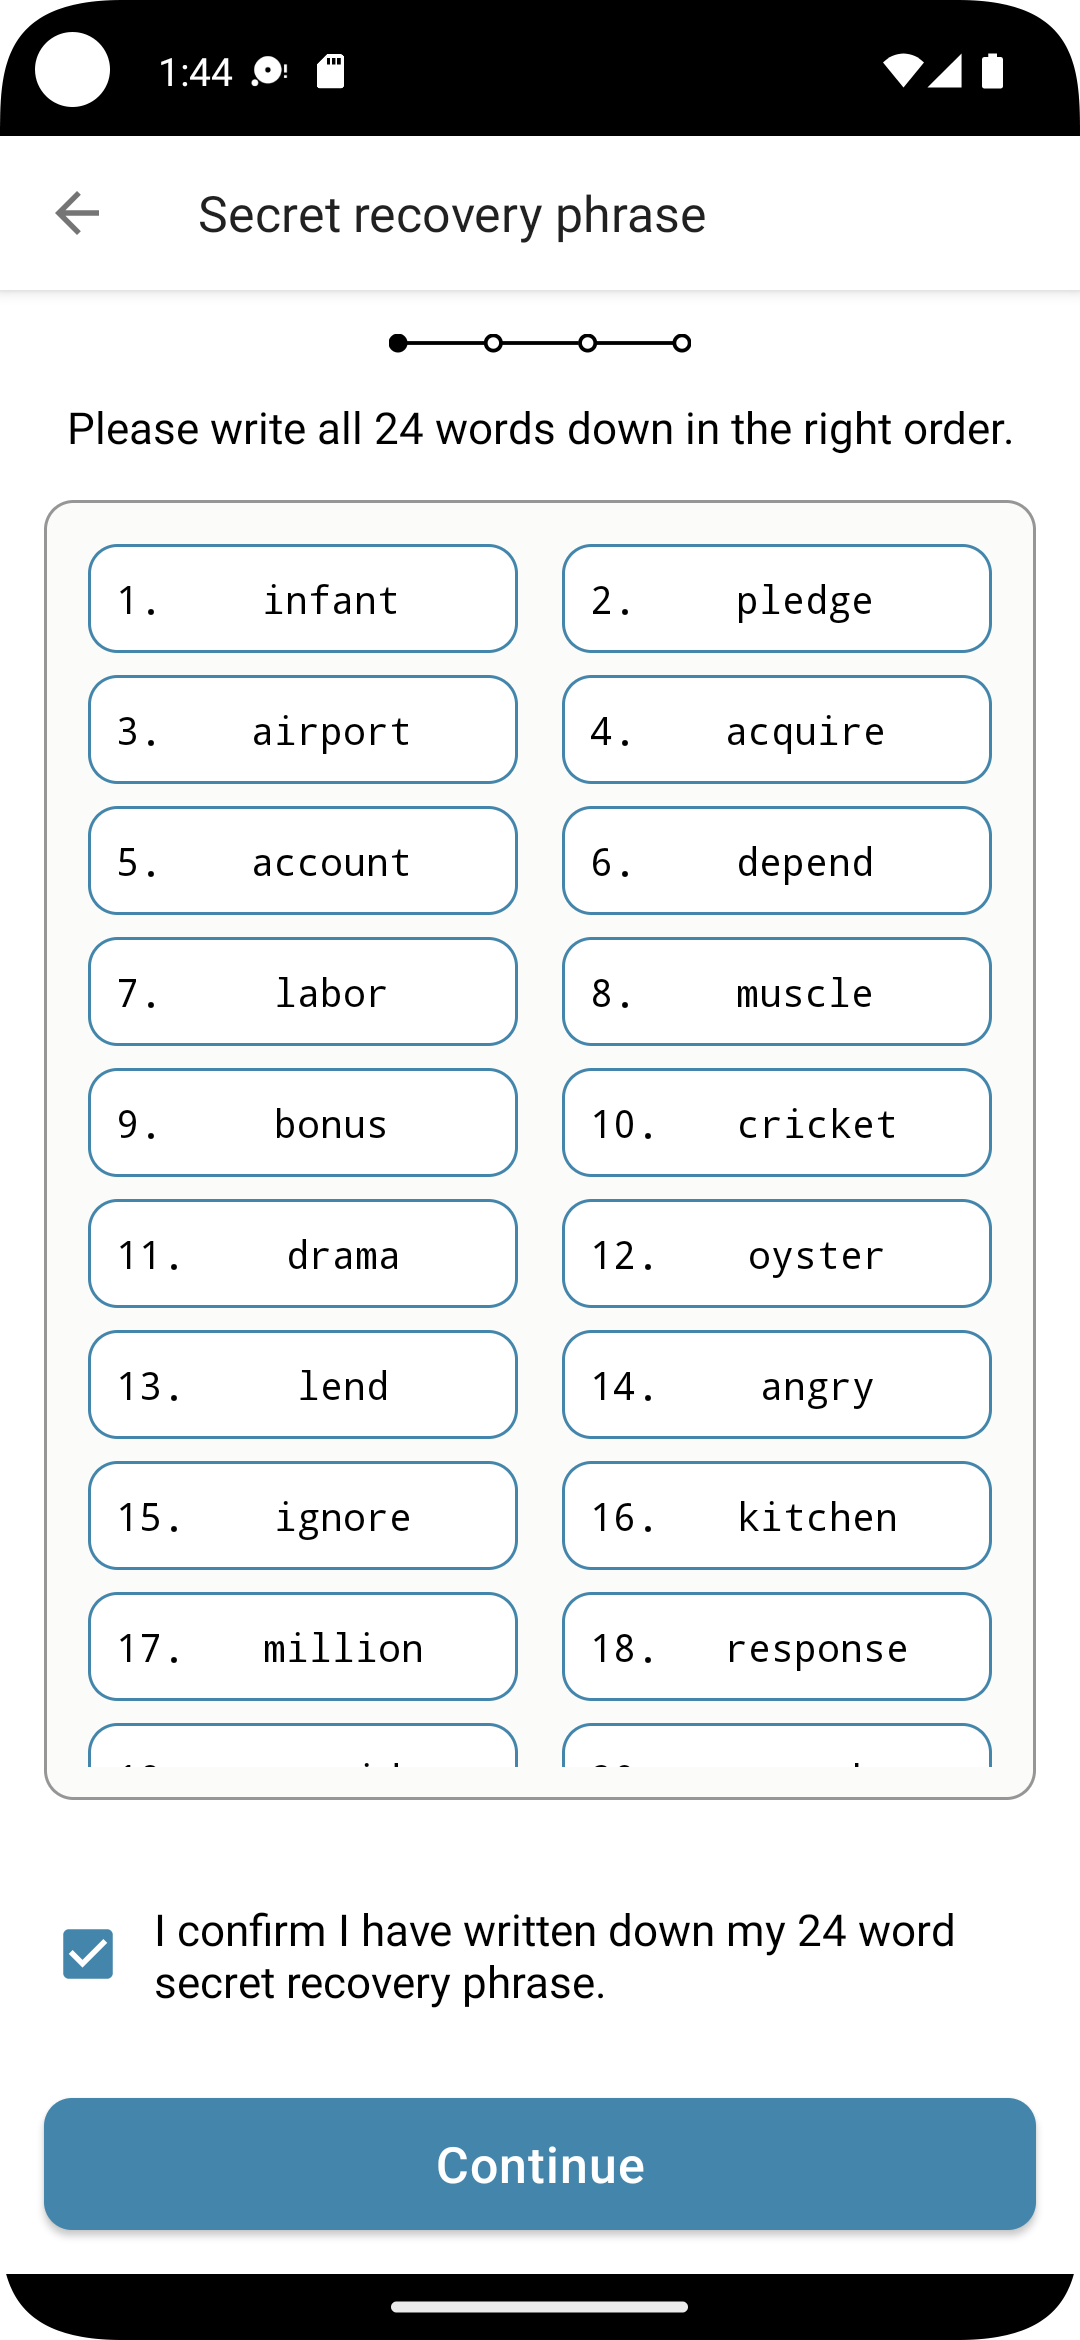 1:44
Secret recovery phrase
Please write all 24 words down in the right order.
1. infant
2. pledge
3. airport
4. acquire
5. account
6. depend
7. labor
8. muscle
9. bonus
10. cricket
11. drama
12. oyster
13. lend
14. angry
15. ignore
16. kitchen
17. million
18. response
I confirm I have written down my 24 word
secret recovery phrase.
Continue